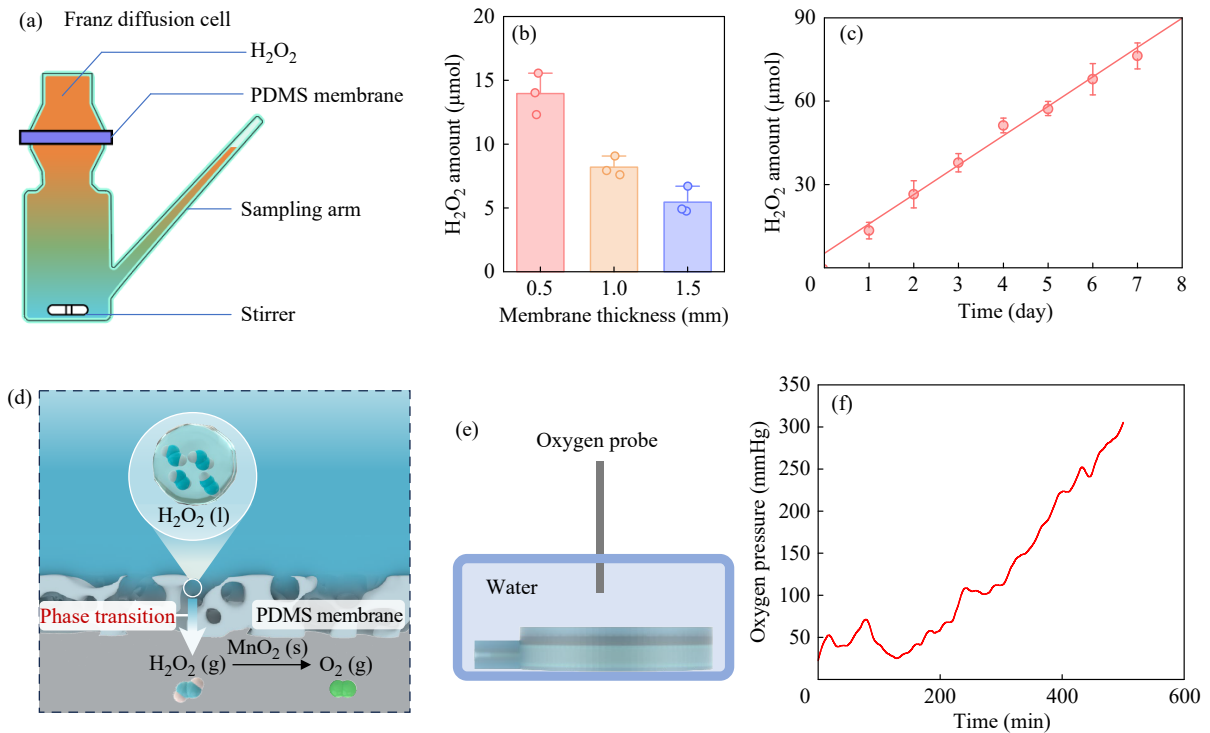 (a)
Franz diffusion cell
H₂O₂
PDMS membrane
Sampling arm
Stirrer
(b)
H₂O₂ amount (μmol)
20
15
10
5
0
0.5
1.0
1.5
Membrane thickness (mm)
(c)
H₂O₂ amount (μmol)
90
60
30
0
1
2
3
4
5
6
7
8
Time (day)
(d)
H₂O₂ (l)
Phase transition
PDMS membrane
MnO₂ (s)
H₂O₂ (g)
O₂ (g)
(e)
Oxygen probe
Water
(f)
Oxygen pressure (mmHg)
350
300
250
200
150
100
50
0
200
400
600
Time (min)